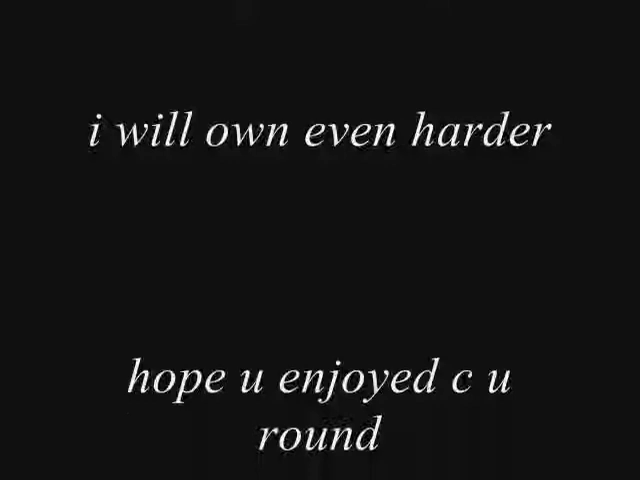 i will own even harder
hope u enjoyed c u
round